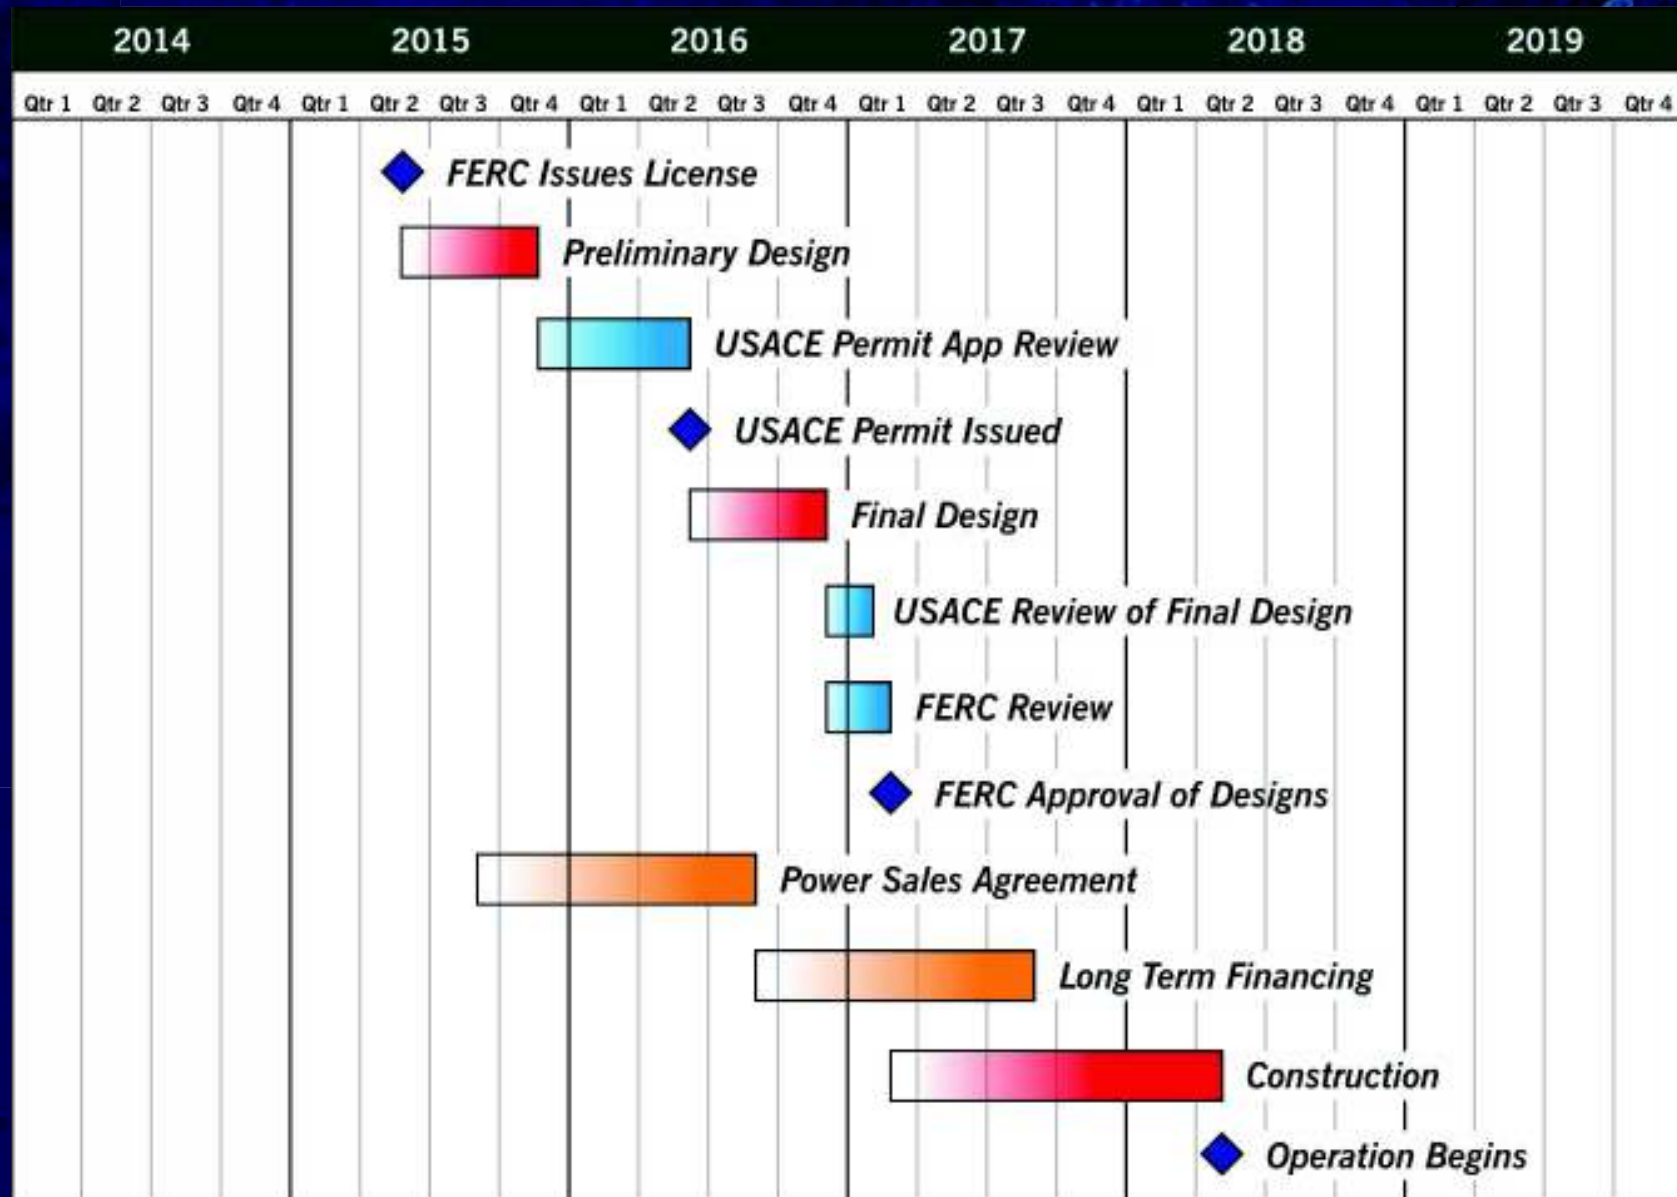 2014 2015 2016 2017 2018 2019
Qtr 1 Qtr 2 Qtr 3 Qtr 4 Qtr 1 Qtr 2 Qtr 3 Qtr 4 Qtr 1 Qtr 2 Qtr 3 Qtr 4 Qtr 1 Qtr 2 Qtr 3 Qtr 4 Qtr 1 Qtr 2 Qtr 3 Qtr 4 Qtr 1 Qtr 2 Qtr 3 Qtr 4
FERC Issues License
Preliminary Design
USACE Permit App Review
USACE Permit Issued
Final Design
USACE Review of Final Design
FERC Review
FERC Approval of Designs
Power Sales Agreement
Long Term Financing
Construction
Operation Begins